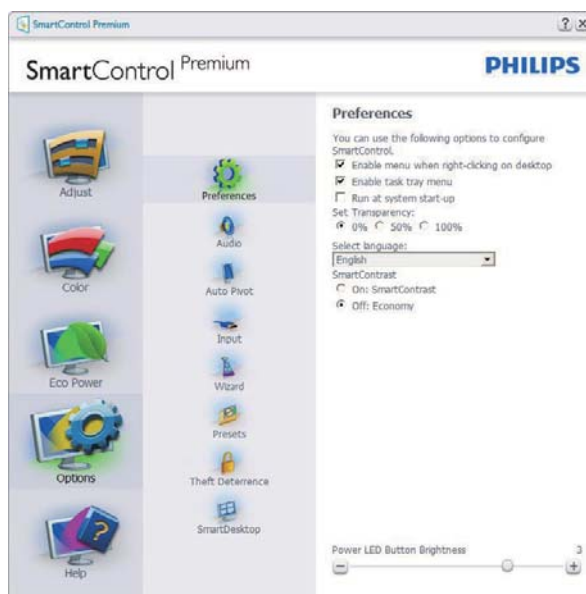 SmartControl Premium
SmartControl Premium
PHILIPS
Adjust
Color
Eco Power
Options
Help
Preferences
Audio
Auto Pivot
Input
Wizard
Presets
Theft Deterrence
SmartDesktop
Preferences
You can use the following options to configure
SmartControl.
Enable menu when right-clicking on desktop
Enable task tray menu
Run at system start-up
Set Transparency:
0% 50% 100%
Select language:
English
SmartContrast
On: SmartContrast
Off: Economy
Power LED Button Brightness 3